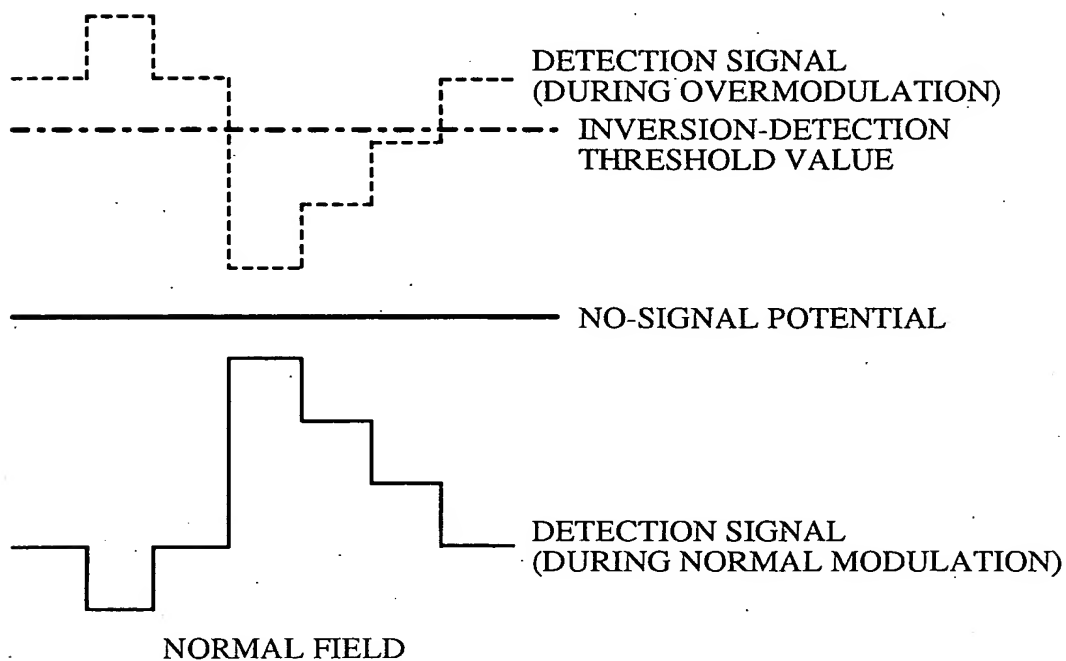 DETECTION SIGNAL
(DURING OVERMODULATION)
INVERSION-DETECTION
THRESHOLD VALUE
NO-SIGNAL POTENTIAL
DETECTION SIGNAL
(DURING NORMAL MODULATION)
NORMAL FIELD